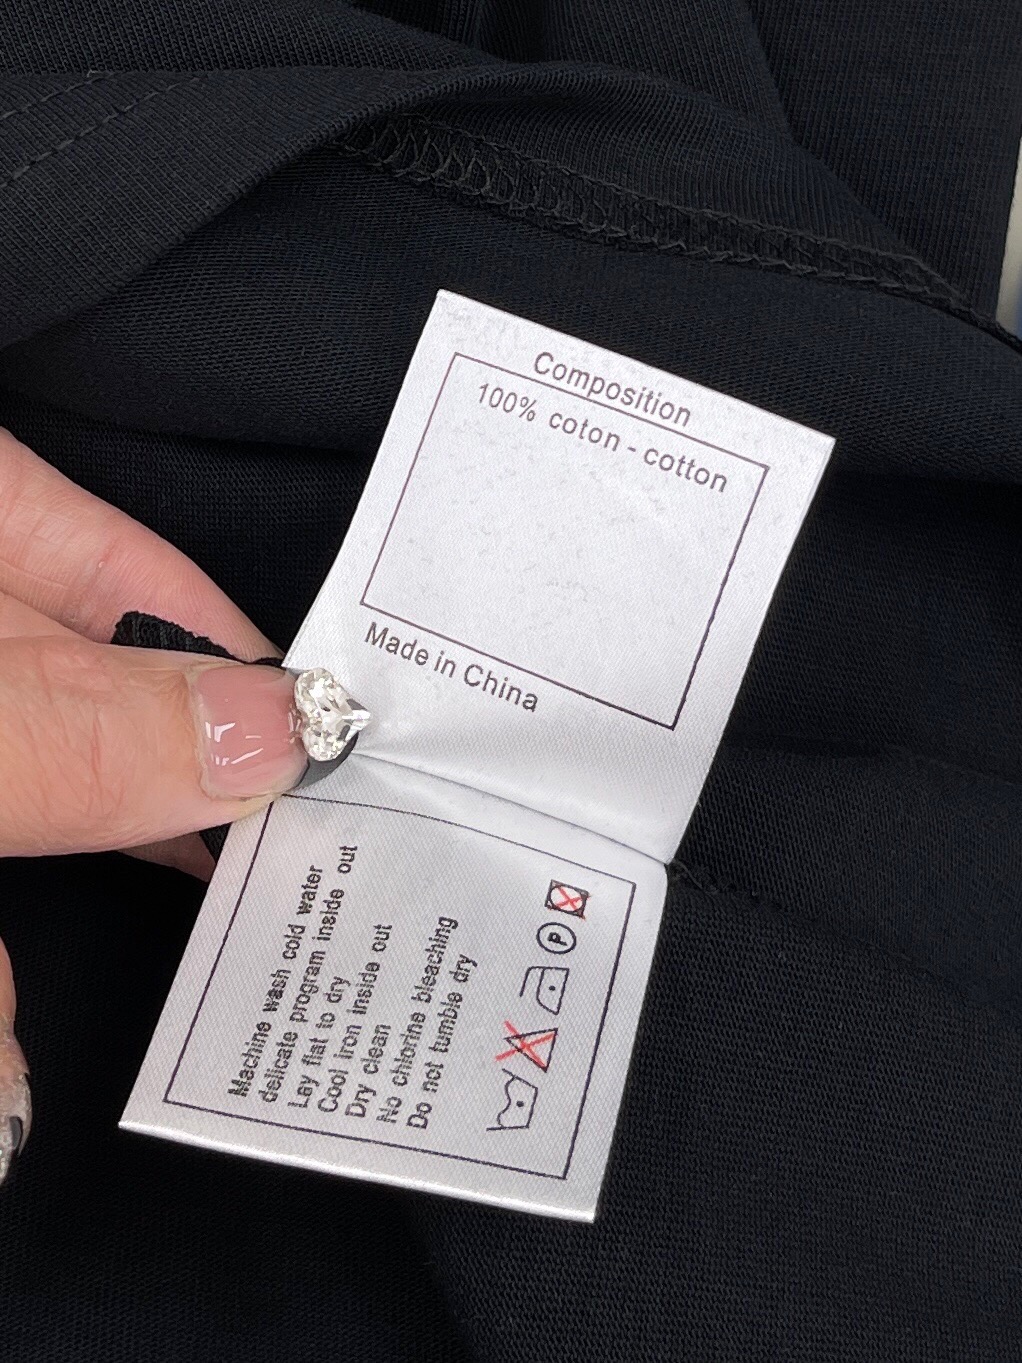 Composition
100% coton - cotton
Made in China
Machine wash cold water
delicate program inside out
Lay flat to dry
Cool iron inside out
Dry clean
No chlorine bleaching
Do not tumble dry
P